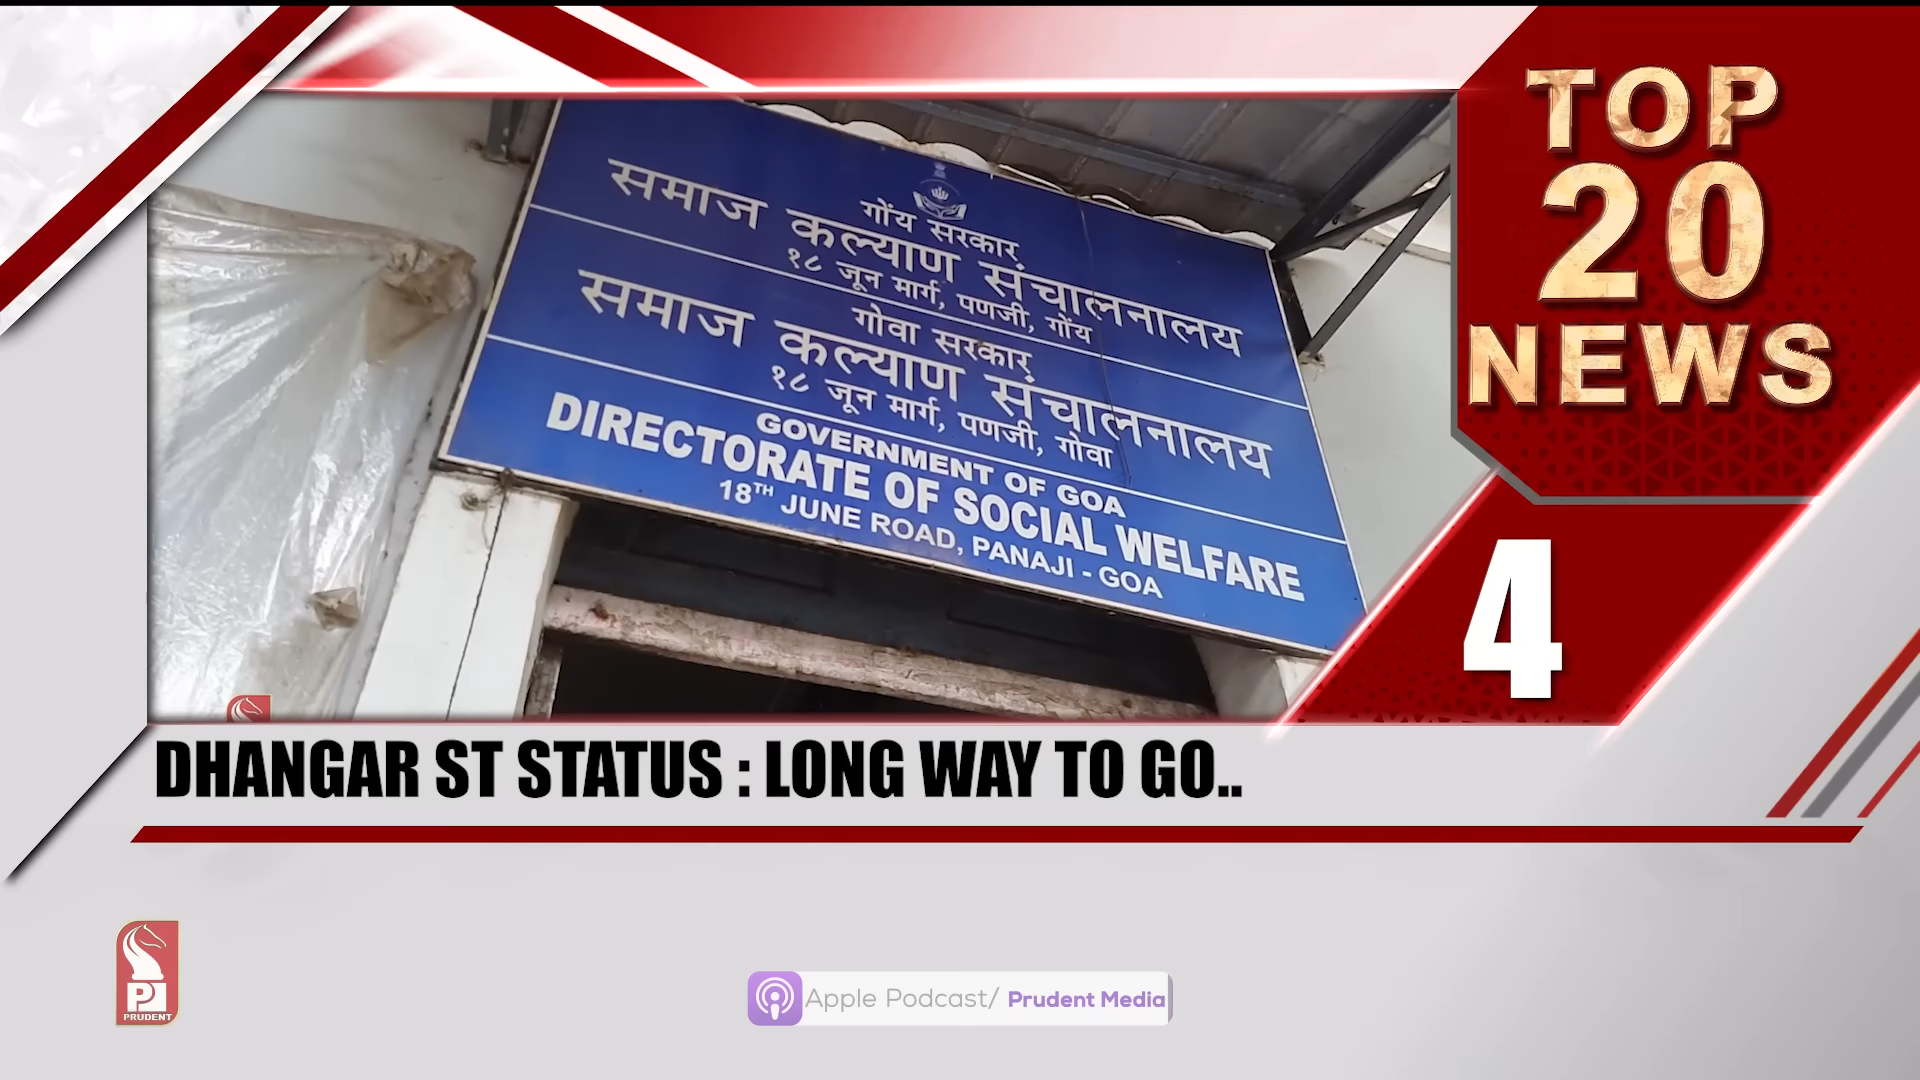 TOP
20
NEWS
4
गोंय सरकार
समाज कल्याण संचालनालय
१८ जून मार्ग, पणजी, गोंय
गोवा सरकार
समाज कल्याण संचालनालय
१८ जून मार्ग, पणजी, गोवा
GOVERNMENT OF GOA
DIRECTORATE OF SOCIAL WELFARE
18TH JUNE ROAD, PANAJI - GOA
DHANGAR ST STATUS : LONG WAY TO GO..
PRUDENT
Apple Podcast/ Prudent Media